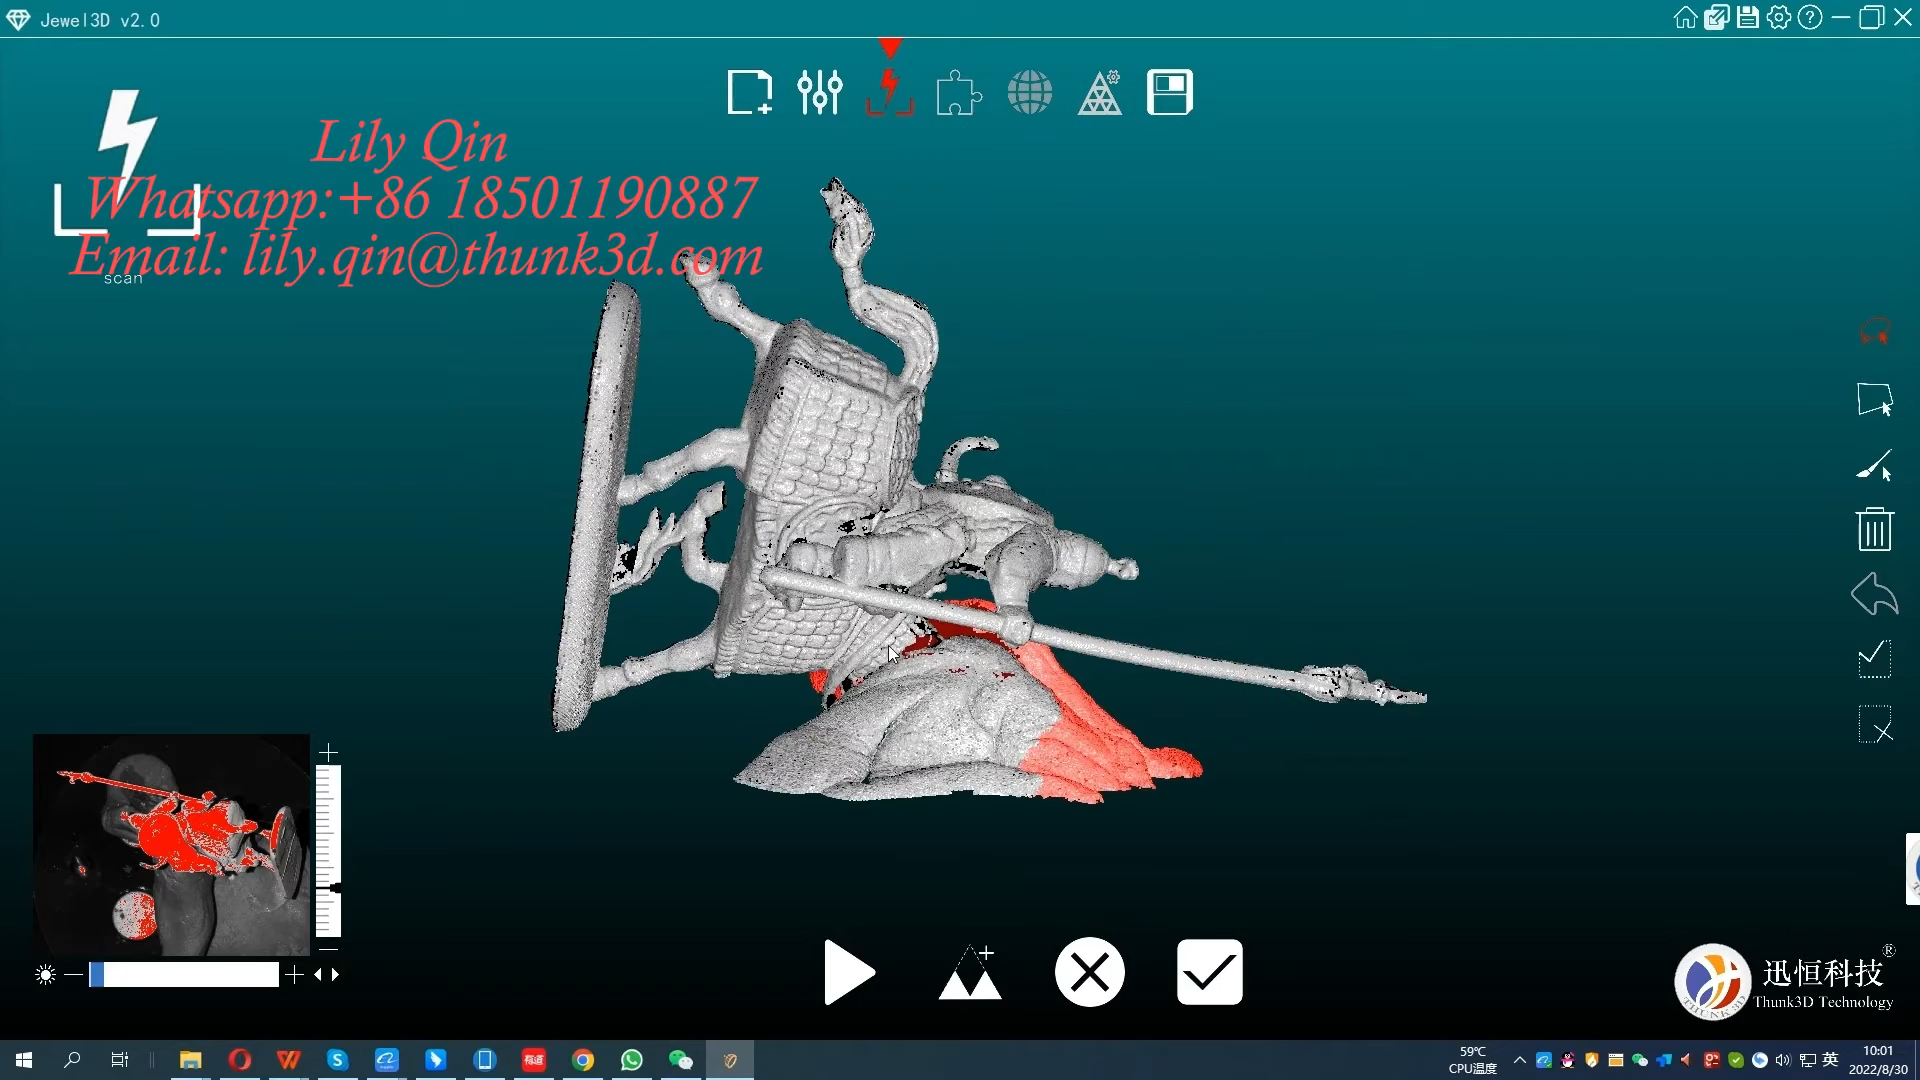 Jewel3D v2.0
Lily Qin
Whatsapp:+86 18501190887
Email: lily.qin@thunk3d.com
scan
迅恒科技®
Thunk3D Technology
59℃
CPU温度
英
10:01
2022/8/30